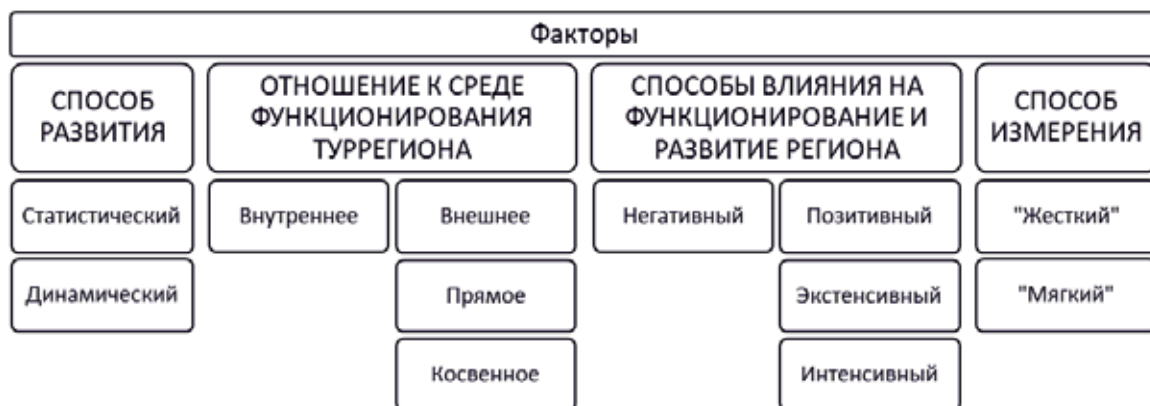 Факторы
СПОСОБ
РАЗВИТИЯ
ОТНОШЕНИЕ К СРЕДЕ
ФУНКЦИОНИРОВАНИЯ
ТУРРЕГИОНА
СПОСОБЫ ВЛИЯНИЯ НА
ФУНКЦИОНИРОВАНИЕ И
РАЗВИТИЕ РЕГИОНА
СПОСОБ
ИЗМЕРЕНИЯ
Статистический
Внутреннее
Внешнее
Негативный
Позитивный
"Жесткий"
Динамический
Прямое
Экстенсивный
"Мягкий"
Косвенное
Интенсивный